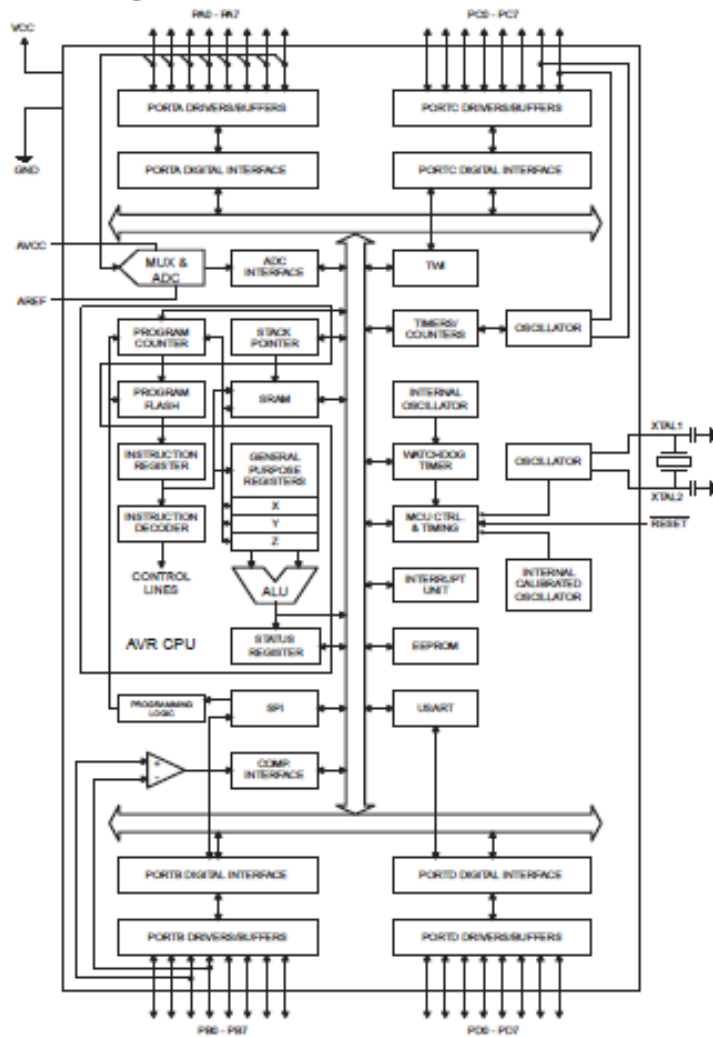 PA0 - PA7
PC0 - PC7
VCC
PORTA DRIVERS/BUFFERS
PORTC DRIVERS/BUFFERS
GND
PORTA DIGITAL INTERFACE
PORTC DIGITAL INTERFACE
AVCC
MUX &
ADC
ADC
INTERFACE
TWI
AREF
PROGRAM
COUNTER
STACK
POINTER
TIMERS/
COUNTERS
OSCILLATOR
PROGRAM
FLASH
SRAM
INTERNAL
OSCILLATOR
XTAL1
INSTRUCTION
REGISTER
GENERAL
PURPOSE
REGISTERS
WATCHDOG
TIMER
OSCILLATOR
XTAL2
X
INSTRUCTION
DECODER
Y
MCU CTRL.
& TIMING
RESET
Z
CONTROL
LINES
ALU
INTERRUPT
UNIT
INTERNAL
CALIBRATED
OSCILLATOR
AVR CPU
STATUS
REGISTER
EEPROM
PROGRAMMING
LOGIC
SPI
USART
+
-
COMP.
INTERFACE
PORTB DIGITAL INTERFACE
PORTD DIGITAL INTERFACE
PORTB DRIVERS/BUFFERS
PORTD DRIVERS/BUFFERS
PB0 - PB7
PD0 - PD7